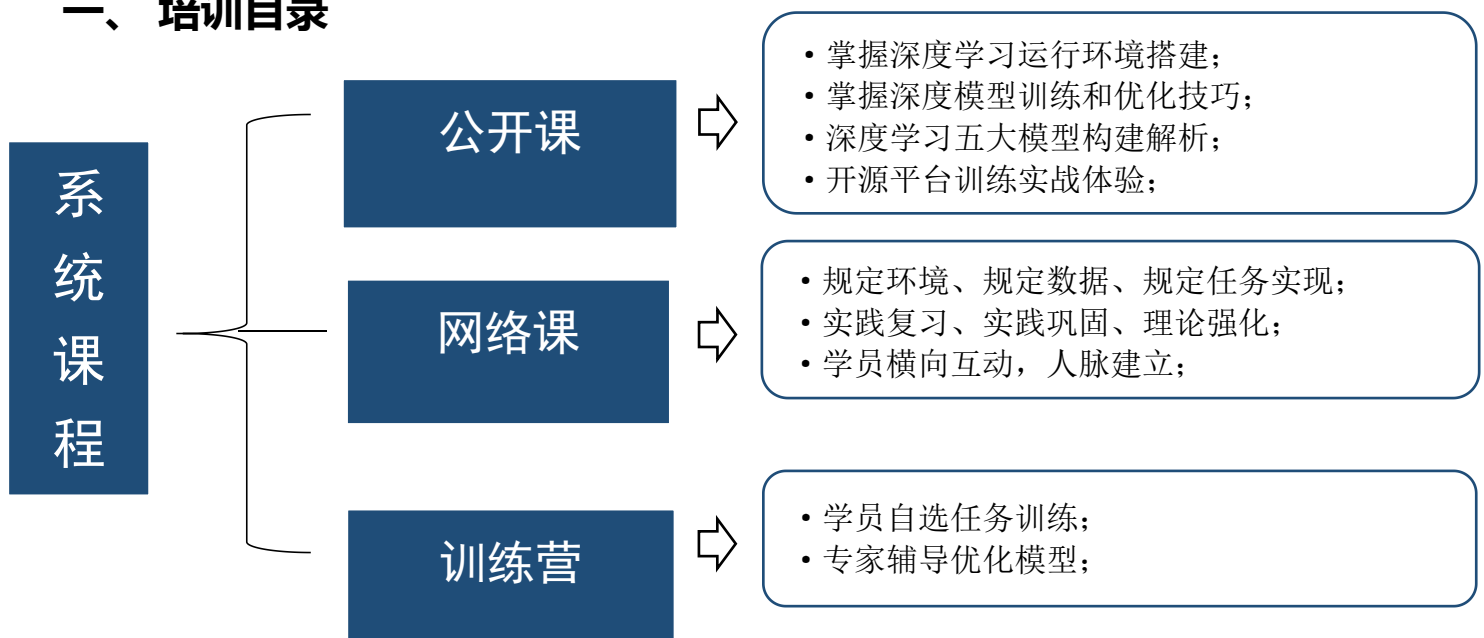 一、 培训目录
系统课程
公开课
• 掌握深度学习运行环境搭建；
• 掌握深度模型训练和优化技巧；
• 深度学习五大模型构建解析；
• 开源平台训练实战体验；
网络课
• 规定环境、规定数据、规定任务实现；
• 实践复习、实践巩固、理论强化；
• 学员横向互动，人脉建立；
训练营
• 学员自选任务训练；
• 专家辅导优化模型；